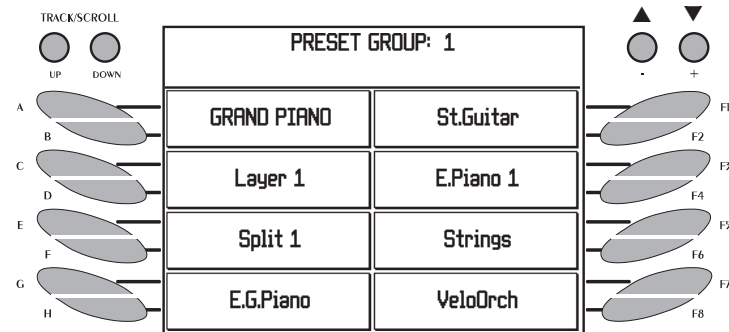 TRACK/SCROLL
UP DOWN
- +
PRESET GROUP: 1
A
B
C
D
E
F
G
H
GRAND PIANO St.Guitar
Layer 1 E.Piano 1
Split 1 Strings
E.G.Piano VeloOrch
F1
F2
F3
F4
F5
F6
F7
F8